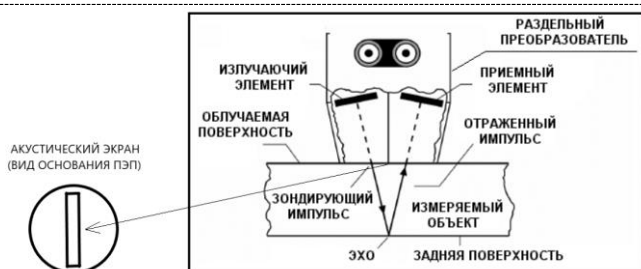 РАЗДЕЛЬНЫЙ
ПРЕОБРАЗОВАТЕЛЬ
ИЗЛУЧАЮЧИЙ
ЭЛЕМЕНТ
ПРИЕМНЫЙ
ЭЛЕМЕНТ
ОБЛУЧАЕМАЯ
ПОВЕРХНОСТЬ
ОТРАЖЕННЫЙ
ИМПУЛЬС
АКУСТИЧЕСКИЙ ЭКРАН
(ВИД ОСНОВАНИЯ ПЭП)
ЗОНДИРУЮЩИЙ
ИМПУЛЬС
ИЗМЕРЯЕМЫЙ
ОБЪЕКТ
ЭХО
ЗАДНЯЯ ПОВЕРХНОСТЬ